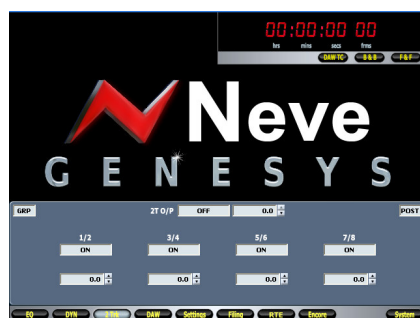 00:00:00 00
hrs mins secs frms
DAW TC B & B F & F
Neve
GENESYS
GRP 2T O/P OFF 0.0 POST
1/2 3/4 5/6 7/8
ON ON ON ON
0.0 0.0 0.0 0.0
EQ DYN 2 Trk DAW Settings Filing RTE Encore System